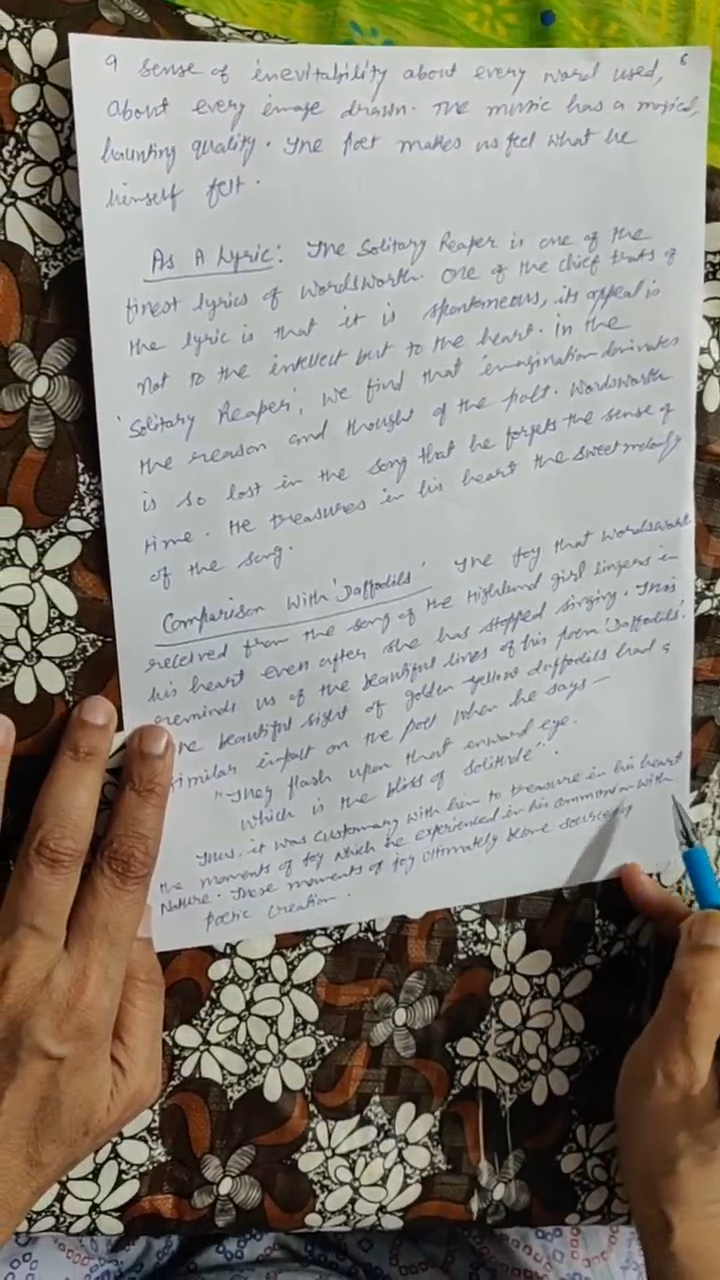 6
a sense of inevitability about every word used,
about every image drawn. The music has a magical,
haunting quality. The poet makes us feel what he
himself felt.
As A Lyric: The Solitary Reaper is one of the
finest lyrics of Wordsworth. One of the chief traits of
the lyric is that it is spontaneous, its appeal is
not to the intellect but to the heart. In the
'Solitary Reaper', we find that imagination dominates
the reason and thought of the poet. Wordsworth
is so lost in the song that he forgets the sense of
time. He treasures in his heart the sweet melody
of the song.
Comparison With 'Daffodils' The Joy that Wordswort
received from the song of the Highland girl lingers in
his heart even after she has stopped singing. This
reminds us of the beautiful lines of his poem 'Daffodils'.
The beautiful sight of golden-yellow daffodils had a
similar impact on the poet when he says—
"They flash upon that inward eye.
Which is the bliss of solitude".
Thus, it was customary with him to treasure in his heart
the moments of joy which he experienced in his communion with
Nature. These moments of joy ultimately become source of
Poetic Creation.